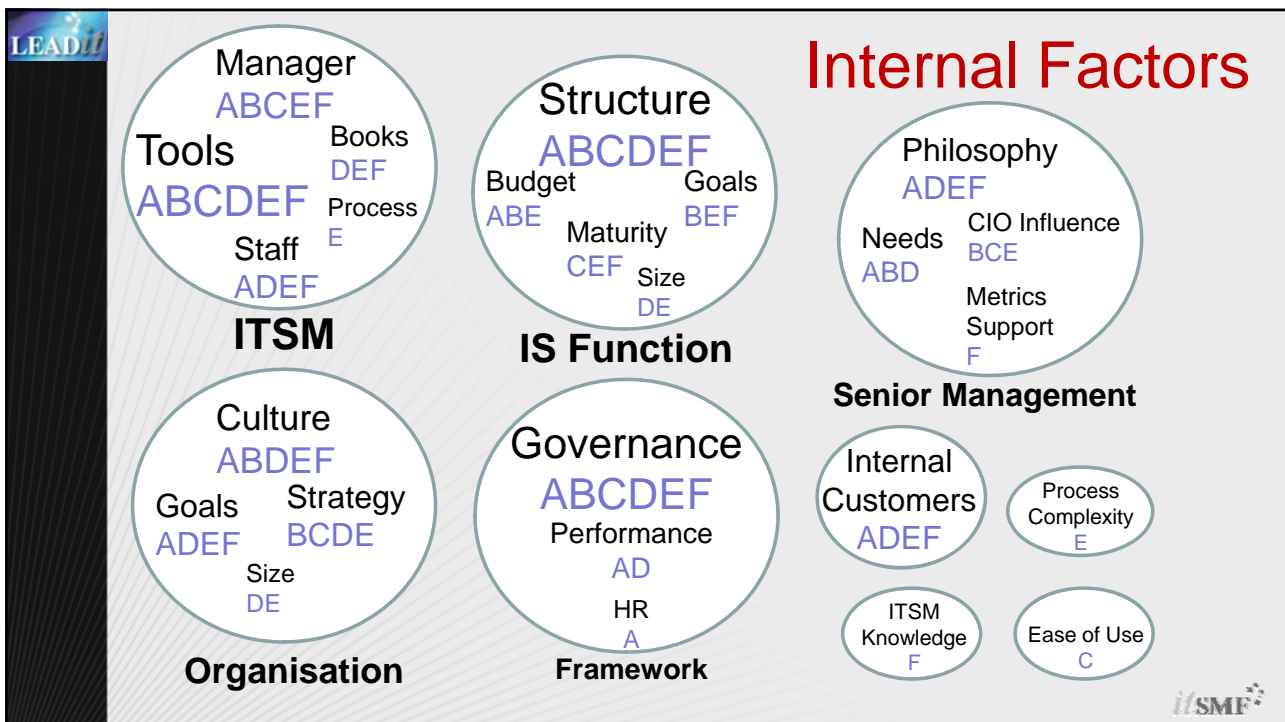 LEADit
Internal Factors
Manager
ABCEF
Tools
ABCDEF
Books
DEF
Process
E
Staff
ADEF
ITSM
Structure
ABCDEF
Budget
ABE
Goals
BEF
Maturity
CEF
Size
DE
IS Function
Philosophy
ADEF
CIO Influence
BCE
Needs
ABD
Metrics
Support
F
Senior Management
Culture
ABDEF
Goals
ADEF
Strategy
BCDE
Size
DE
Organisation
Governance
ABCDEF
Performance
AD
HR
A
Framework
Internal
Customers
ADEF
Process
Complexity
E
ITSM
Knowledge
F
Ease of Use
C
itSMF